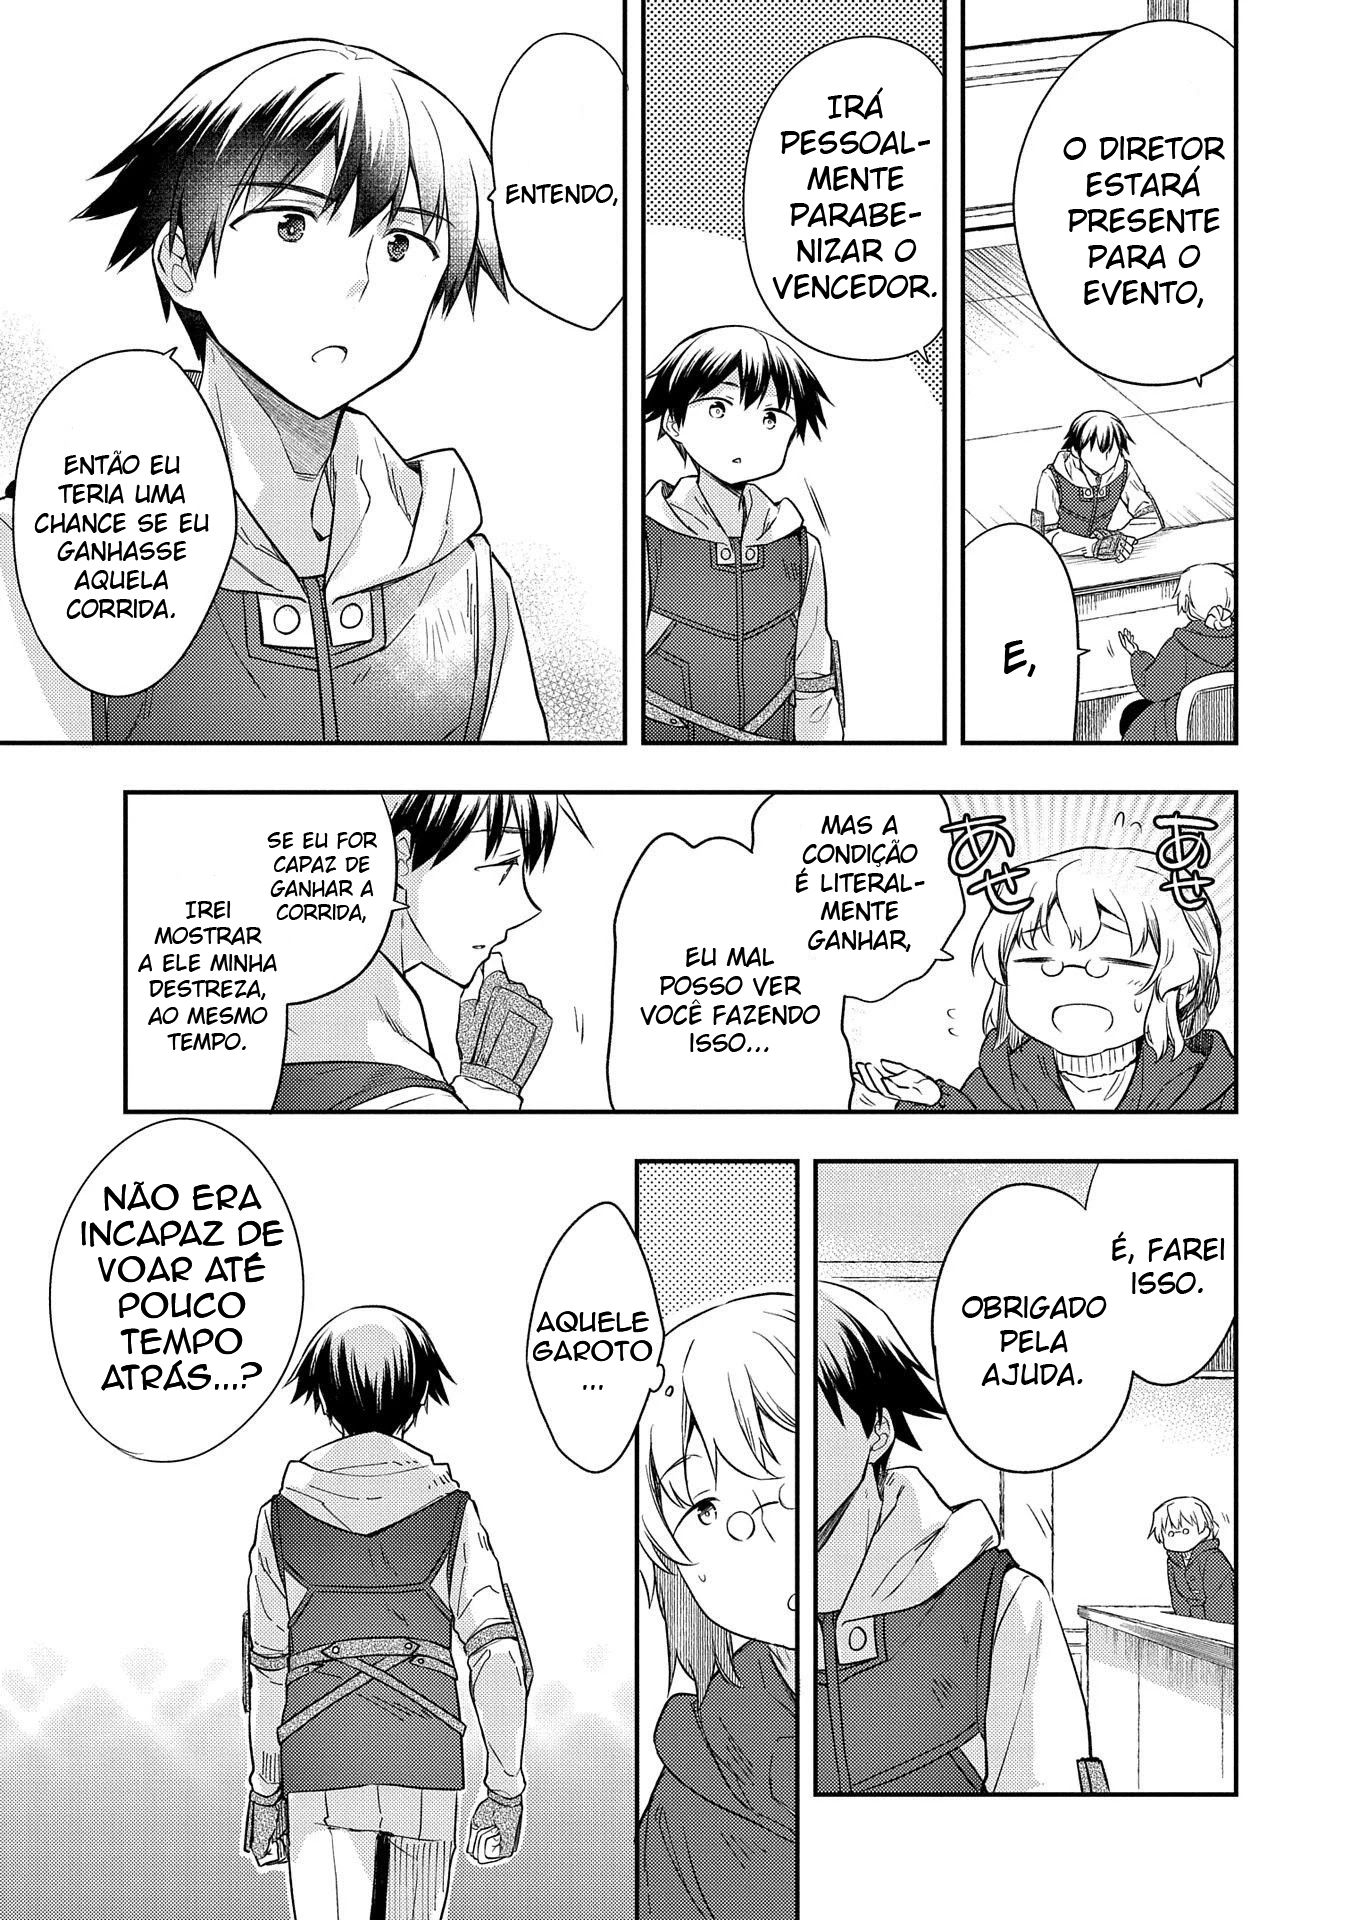 O DIRETOR
ESTARÁ
PRESENTE
PARA O
EVENTO,
E,
IRÁ
PESSOAL-
MENTE
PARABE-
NIZAR O
VENCEDOR.
ENTENDO,
ENTÃO EU
TERIA UMA
CHANCE SE EU
GANHASSE
AQUELA
CORRIDA.
あせ
あせ
MAS A
CONDIÇÃO
É LITERAL-
MENTE
GANHAR,
EU MAL
POSSO VER
VOCÊ FAZENDO
ISSO...
SE EU FOR
CAPAZ DE
GANHAR A
CORRIDA,
IREI
MOSTRAR
A ELE MINHA
DESTREZA,
AO MESMO
TEMPO.
É, FAREI
ISSO.
OBRIGADO
PELA
AJUDA.
AQUELE
GAROTO
...
NÃO ERA
INCAPAZ DE
VOAR ATÉ
POUCO
TEMPO
ATRÁS...?